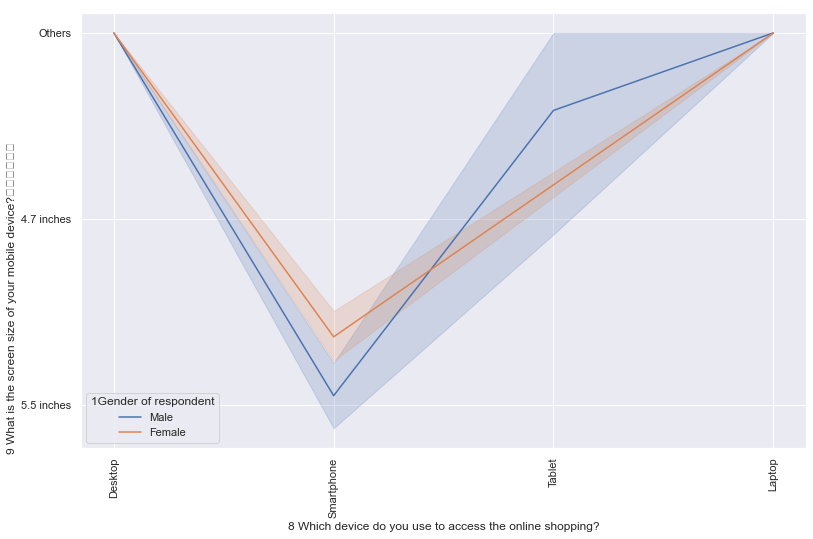 Others
4.7 inches
5.5 inches
9 What is the screen size of your mobile device?□□□□□□
1Gender of respondent
Male
Female
Desktop
Smartphone
Tablet
Laptop
8 Which device do you use to access the online shopping?